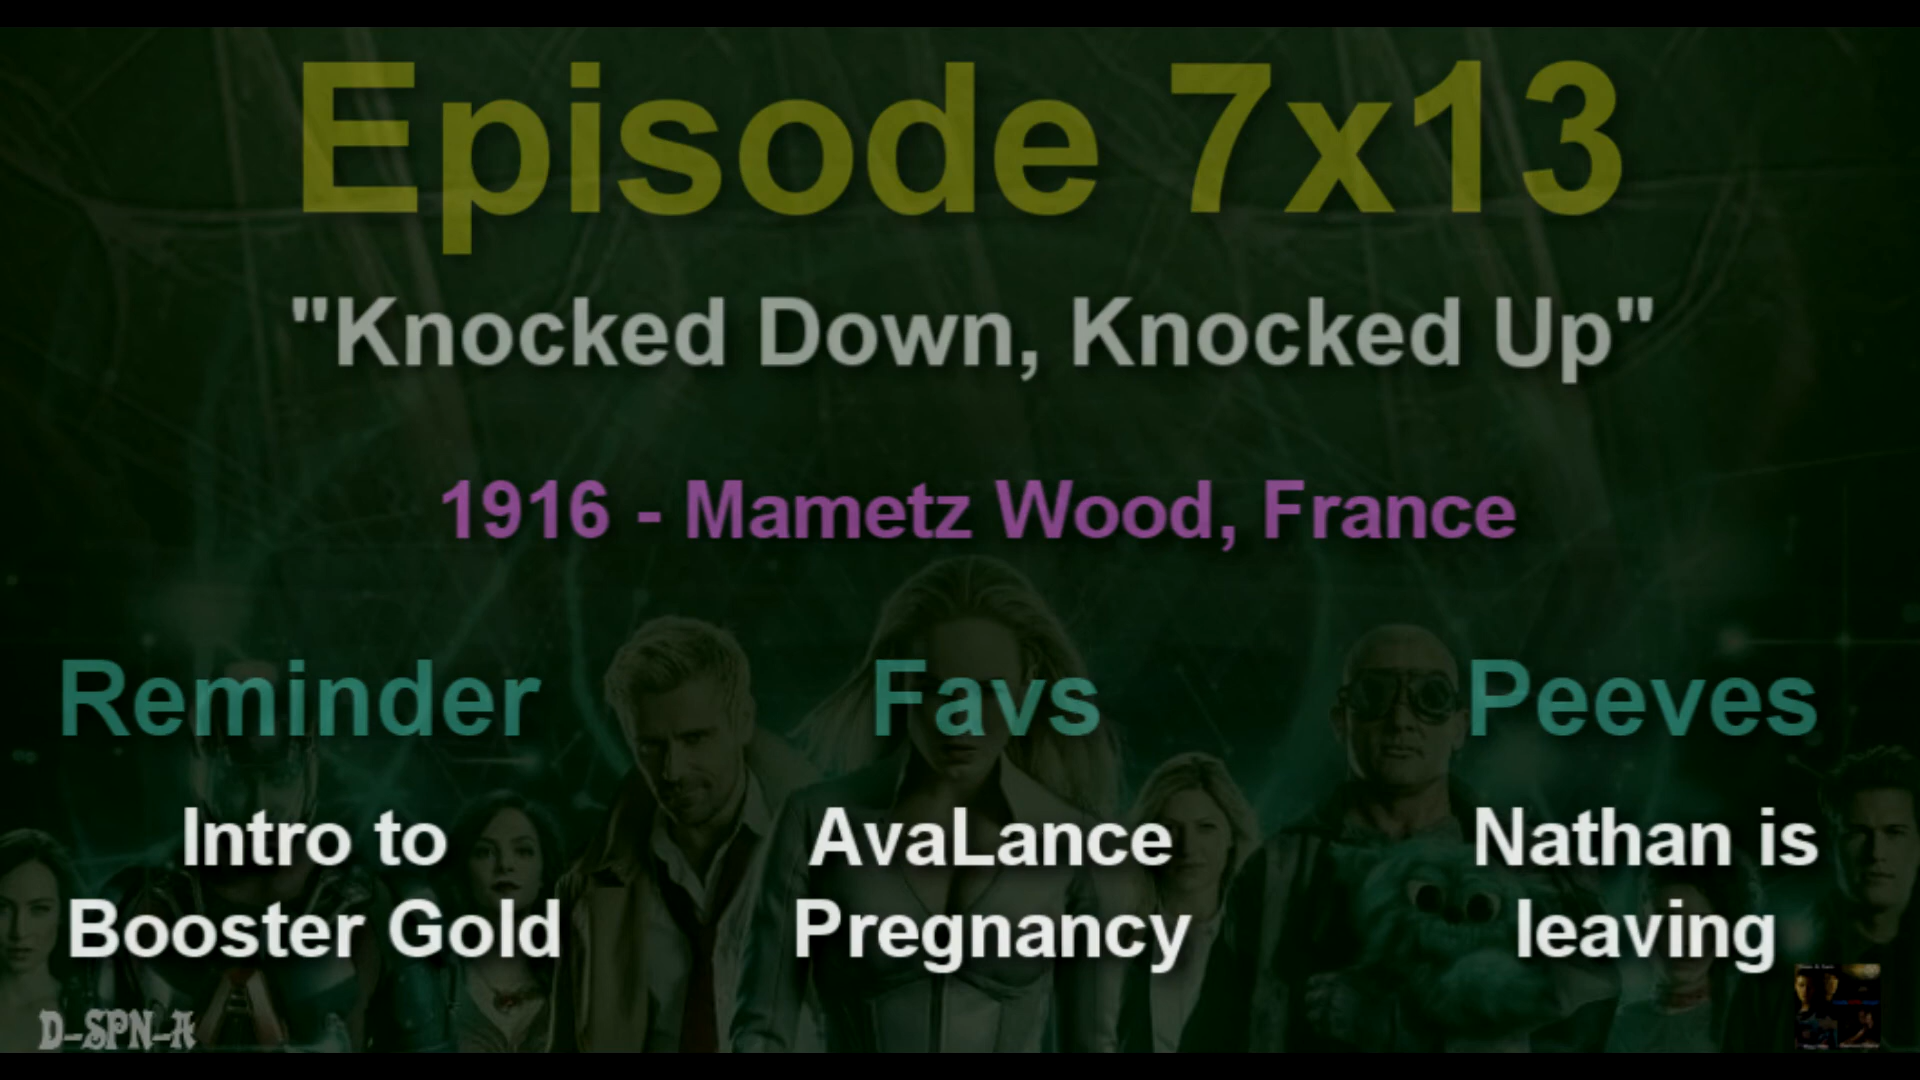 Episode 7x13
"Knocked Down, Knocked Up"
1916 - Mametz Wood, France
Reminder
Favs
Peeves
Intro to
Booster Gold
AvaLance
Pregnancy
Nathan is
leaving
D-SPN-A